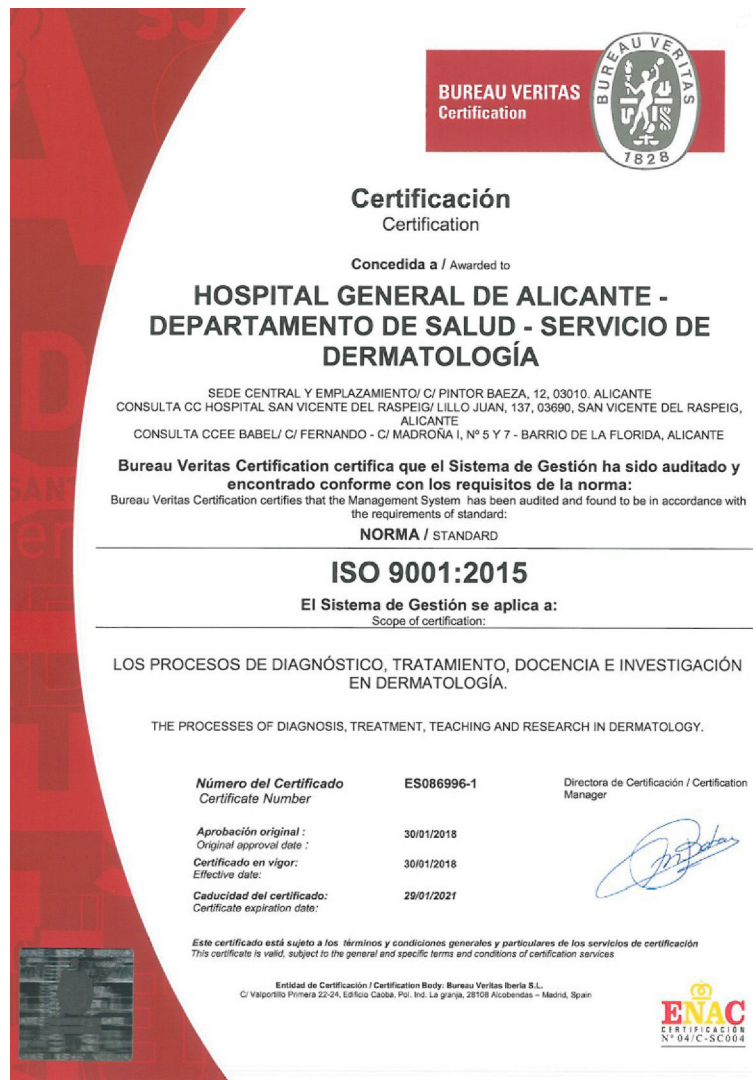 BUREAU VERITAS
Certification
BUREAU VERITAS
1828
Certificación
Certification
Concedida a / Awarded to
HOSPITAL GENERAL DE ALICANTE -
DEPARTAMENTO DE SALUD - SERVICIO DE
DERMATOLOGÍA
SEDE CENTRAL Y EMPLAZAMIENTO/ C/ PINTOR BAEZA, 12, 03010. ALICANTE
CONSULTA CC HOSPITAL SAN VICENTE DEL RASPEIG/ LILLO JUAN, 137, 03690, SAN VICENTE DEL RASPEIG,
ALICANTE
CONSULTA CCEE BABEL/ C/ FERNANDO - C/ MADROÑA I, Nº 5 Y 7 - BARRIO DE LA FLORIDA, ALICANTE
Bureau Veritas Certification certifica que el Sistema de Gestión ha sido auditado y
encontrado conforme con los requisitos de la norma:
Bureau Veritas Certification certifies that the Management System has been audited and found to be in accordance with
the requirements of standard:
NORMA / STANDARD
ISO 9001:2015
El Sistema de Gestión se aplica a:
Scope of certification:
LOS PROCESOS DE DIAGNÓSTICO, TRATAMIENTO, DOCENCIA E INVESTIGACIÓN
EN DERMATOLOGÍA.
THE PROCESSES OF DIAGNOSIS, TREATMENT, TEACHING AND RESEARCH IN DERMATOLOGY.
Número del Certificado ES086996-1 Directora de Certificación / Certification
Certificate Number Manager
Aprobación original : 30/01/2018
Original approval date :
Certificado en vigor: 30/01/2018
Effective date:
Caducidad del certificado: 29/01/2021
Certificate expiration date:
Este certificado está sujeto a los términos y condiciones generales y particulares de los servicios de certificación
This certificate is valid, subject to the general and specific terms and conditions of certification services
Entidad de Certificación / Certification Body: Bureau Veritas Iberia S.L.
C/ Valportillo Primera 22-24, Edificio Caoba, Pol. Ind. La granja, 28108 Alcobendas – Madrid, Spain
ENAC
CERTIFICACIÓN
Nº 04/C-SC004